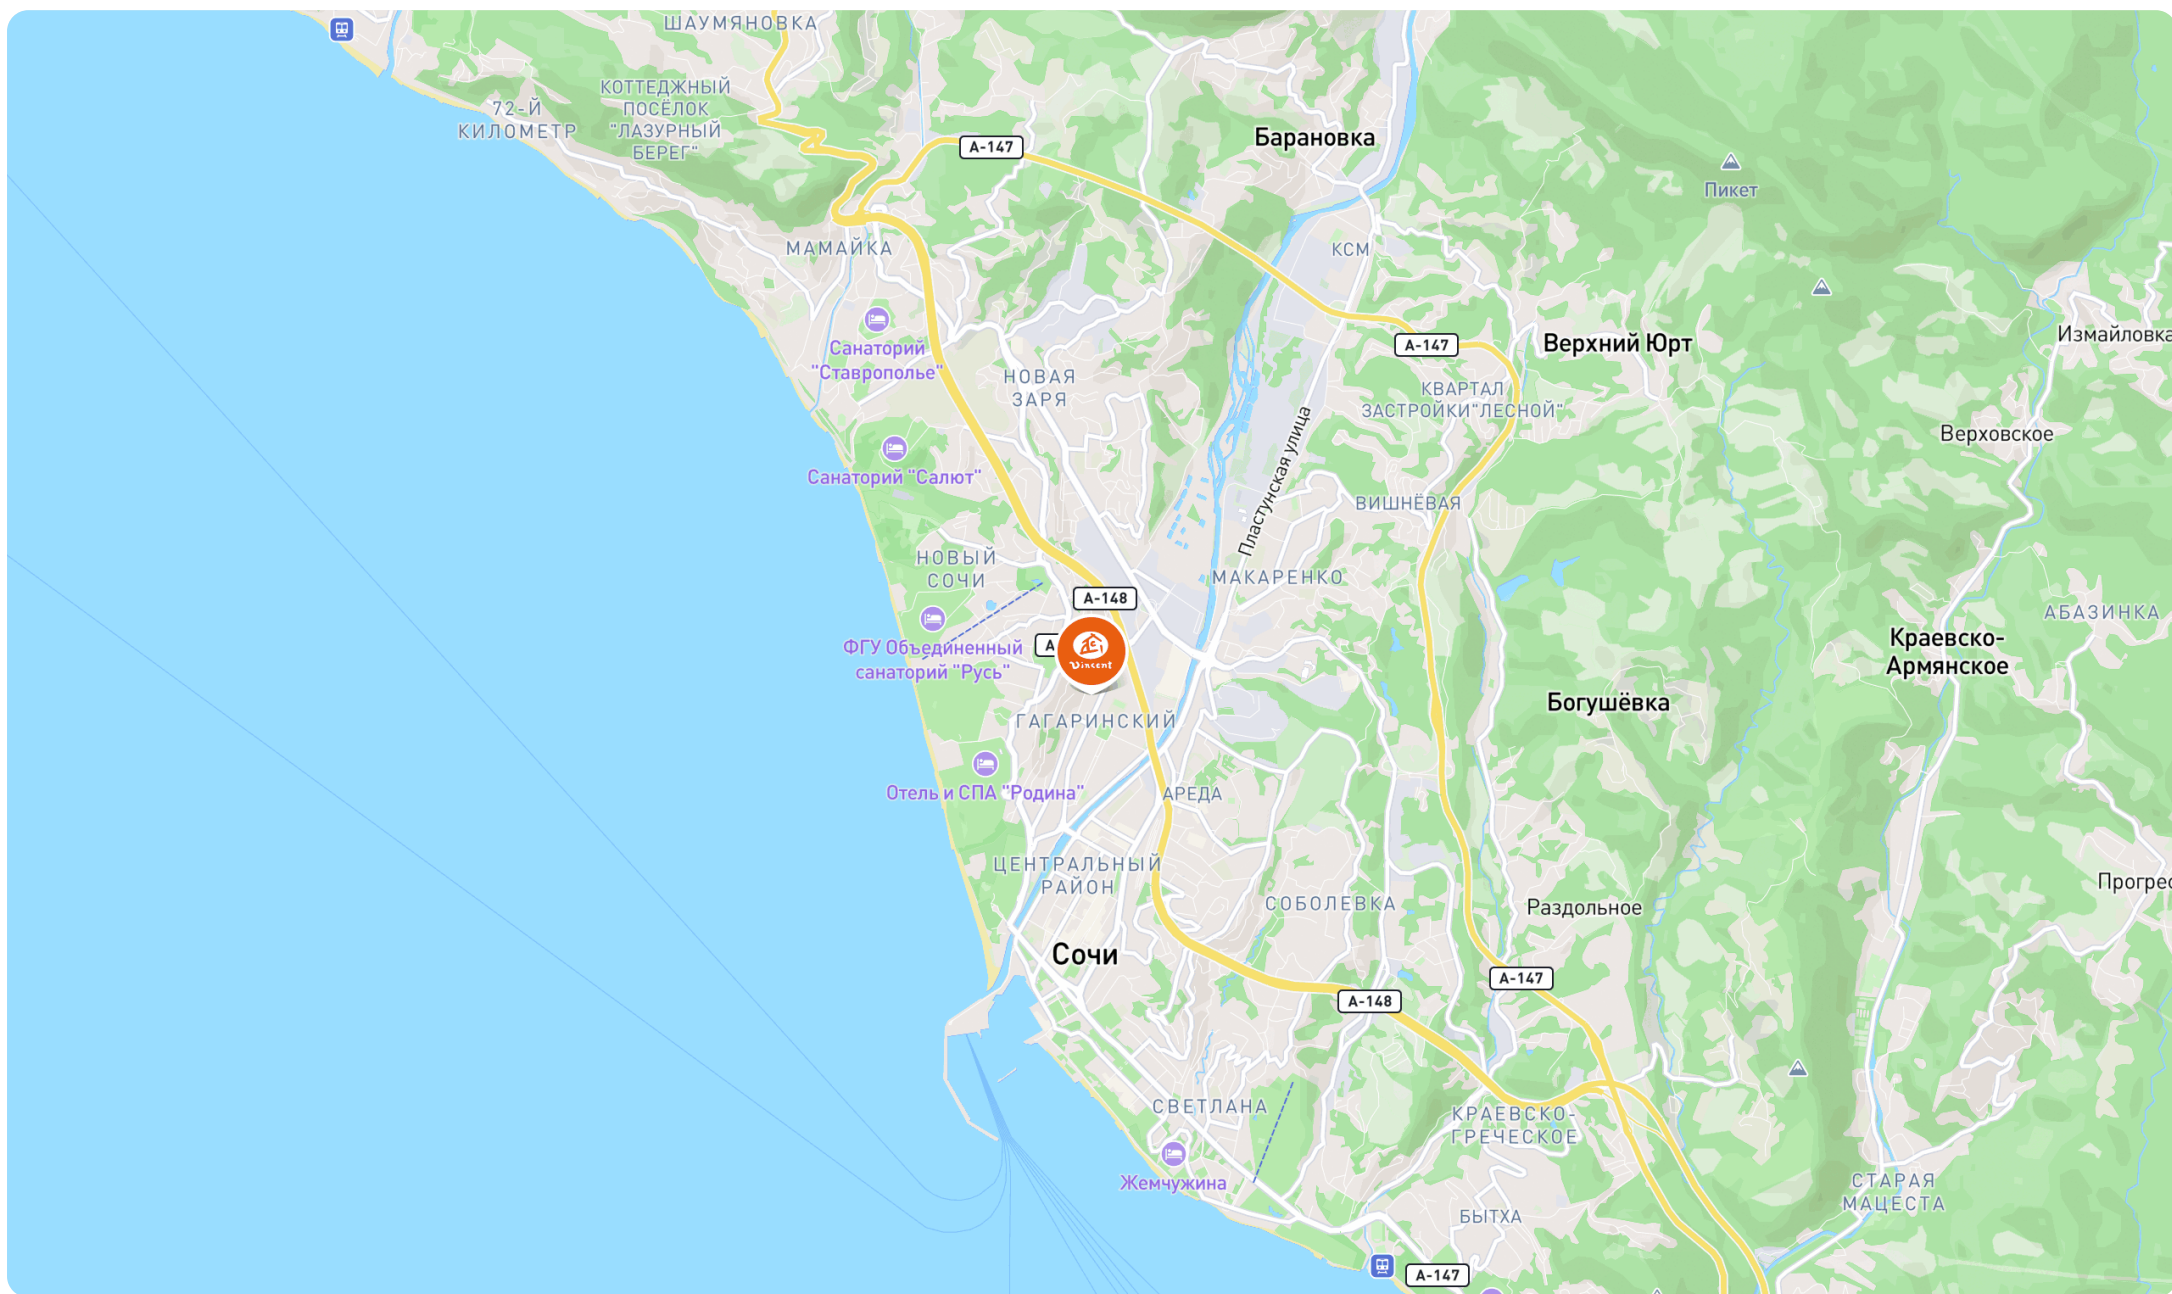 ШАУМЯНОВКА
КОТТЕДЖНЫЙ
ПОСЁЛОК
"ЛАЗУРНЫЙ
БЕРЕГ"
72-Й
КИЛОМЕТР
А-147
Барановка
Пикет
МАМАЙКА
КСМ
Измайловка
А-147
Верхний Юрт
Санаторий
"Ставрополье"
НОВАЯ
ЗАРЯ
КВАРТАЛ
ЗАСТРОЙКИ"ЛЕСНОЙ"
Верховское
Пластунская улица
Санаторий "Салют"
ВИШНЁВАЯ
НОВЫЙ
СОЧИ
МАКАРЕНКО
А-148
АБАЗИНКА
А
Vincent
ФГУ Объединенный
санаторий "Русь"
Краевско-
Армянское
Богушёвка
ГАГАРИНСКИЙ
Отель и СПА "Родина"
АРЕДА
ЦЕНТРАЛЬНЫЙ
РАЙОН
Прогрес
СОБОЛЕВКА
Раздольное
Сочи
А-147
А-148
СВЕТЛАНА
КРАЕВСКО-
ГРЕЧЕСКОЕ
Жемчужина
СТАРАЯ
МАЦЕСТА
БЫТХА
А-147